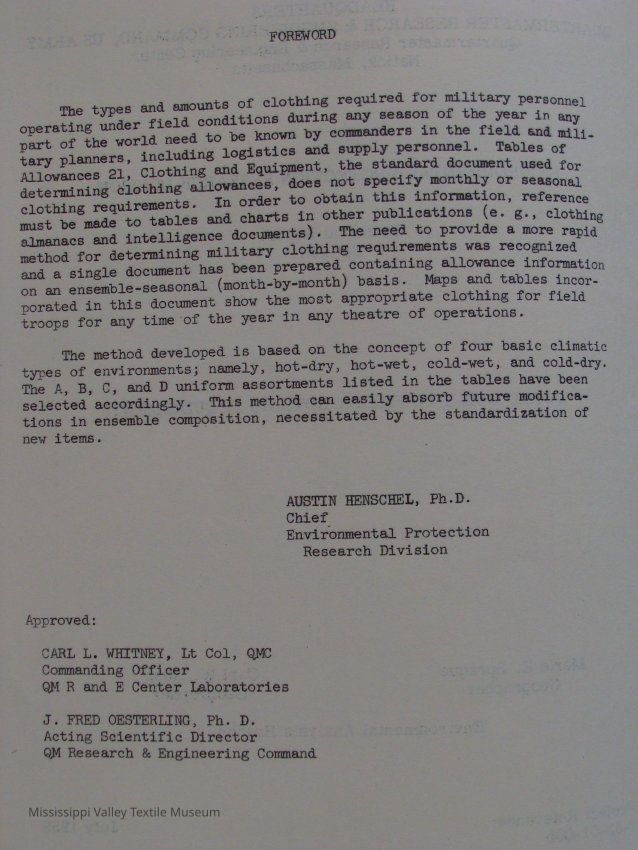 FOREWORD
The types and amounts of clothing required for military personnel
operating under field conditions during any season of the year in any
part of the world need to be known by commanders in the field and mili-
tary planners, including logistics and supply personnel. Tables of
Allowances 21, Clothing and Equipment, the standard document used for
determining clothing allowances, does not specify monthly or seasonal
clothing requirements. In order to obtain this information, reference
must be made to tables and charts in other publications (e. g., clothing
almanacs and intelligence documents). The need to provide a more rapid
method for determining military clothing requirements was recognized
and a single document has been prepared containing allowance information
on an ensemble-seasonal (month-by-month) basis. Maps and tables incor-
porated in this document show the most appropriate clothing for field
troops for any time of the year in any theatre of operations.
The method developed is based on the concept of four basic climatic
types of environments; namely, hot-dry, hot-wet, cold-wet, and cold-dry.
The A, B, C, and D uniform assortments listed in the tables have been
selected accordingly. This method can easily absorb future modifica-
tions in ensemble composition, necessitated by the standardization of
new items.
AUSTIN HENSCHEL, Ph.D.
Chief
Environmental Protection
Research Division
Approved:
CARL L. WHITNEY, Lt Col, QMC
Commanding Officer
QM R and E Center Laboratories
J. FRED OESTERLING, Ph. D.
Acting Scientific Director
QM Research & Engineering Command
Mississippi Valley Textile Museum